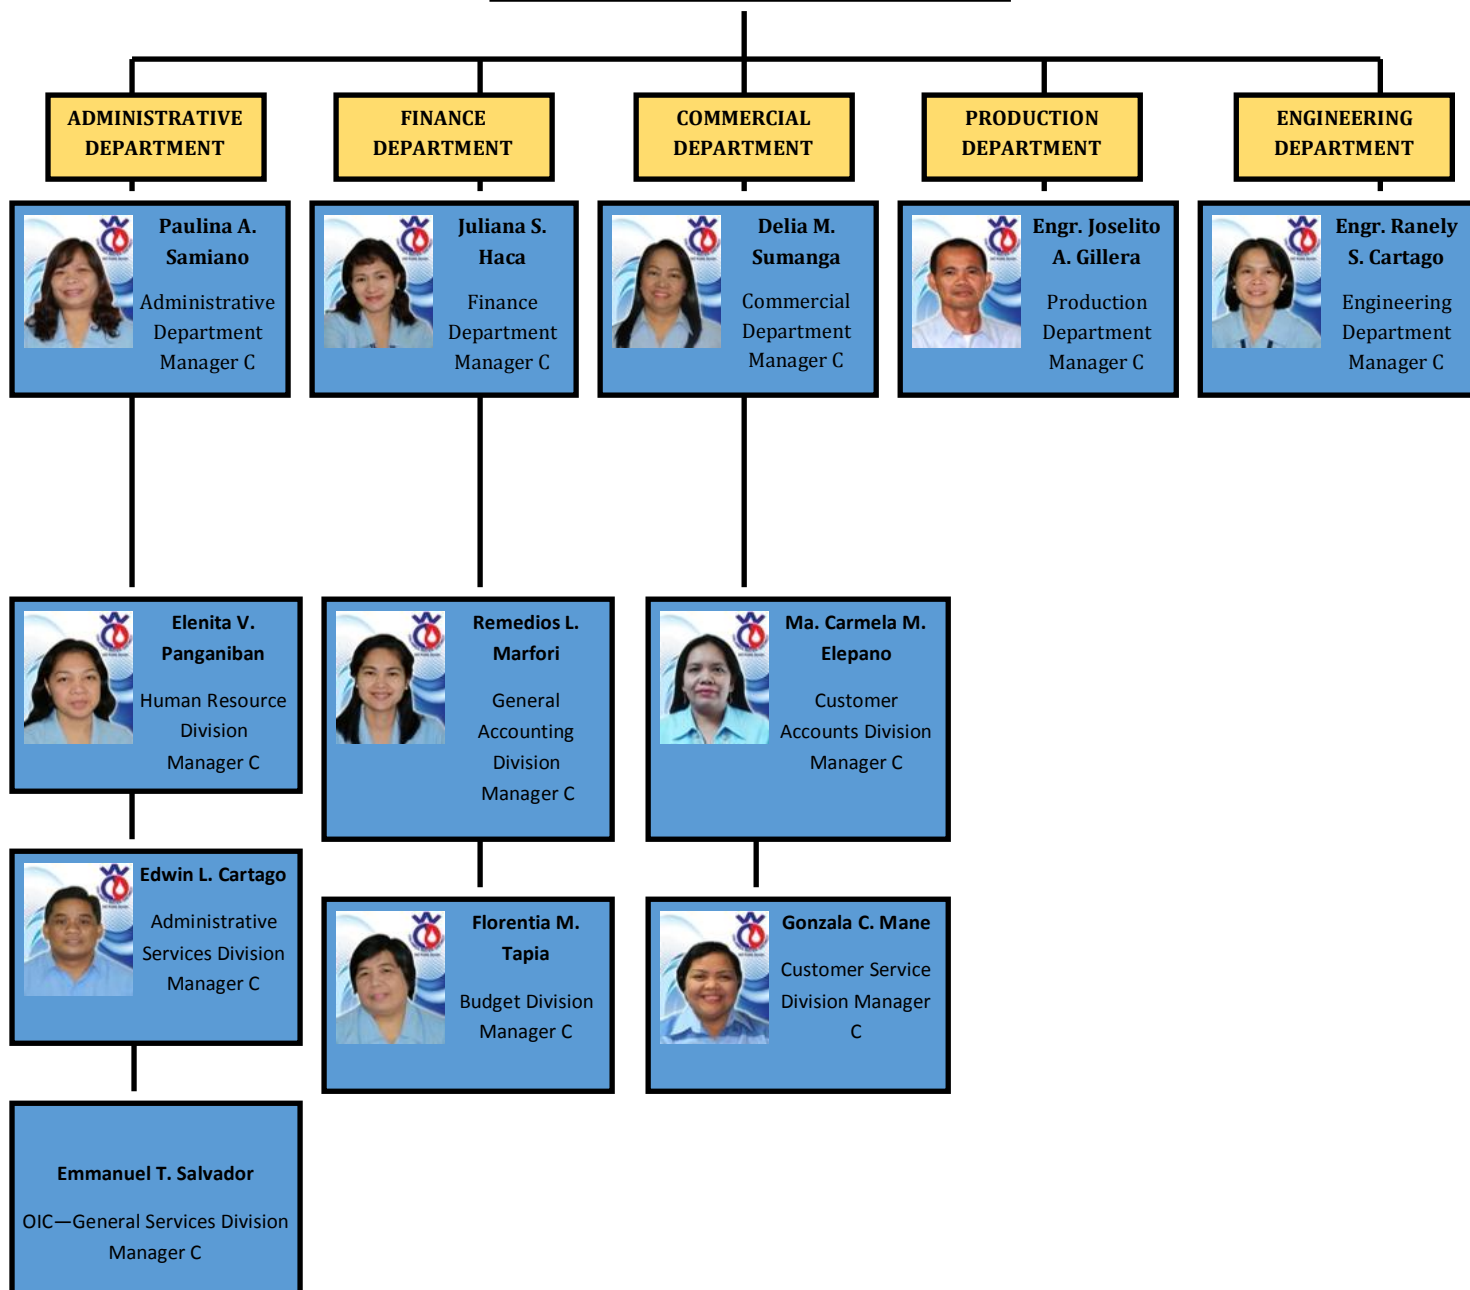 ADMINISTRATIVE
DEPARTMENT
FINANCE
DEPARTMENT
COMMERCIAL
DEPARTMENT
PRODUCTION
DEPARTMENT
ENGINEERING
DEPARTMENT
Paulina A.
Samiano
Administrative
Department
Manager C
Juliana S.
Haca
Finance
Department
Manager C
Delia M.
Sumanga
Commercial
Department
Manager C
Engr. Joselito
A. Gillera
Production
Department
Manager C
Engr. Ranely
S. Cartago
Engineering
Department
Manager C
Elenita V.
Panganiban
Human Resource
Division
Manager C
Remedios L.
Marfori
General
Accounting
Division
Manager C
Ma. Carmela M.
Elepano
Customer
Accounts Division
Manager C
Edwin L. Cartago
Administrative
Services Division
Manager C
Florentia M.
Tapia
Budget Division
Manager C
Gonzala C. Mane
Customer Service
Division Manager
C
Emmanuel T. Salvador
OIC—General Services Division
Manager C